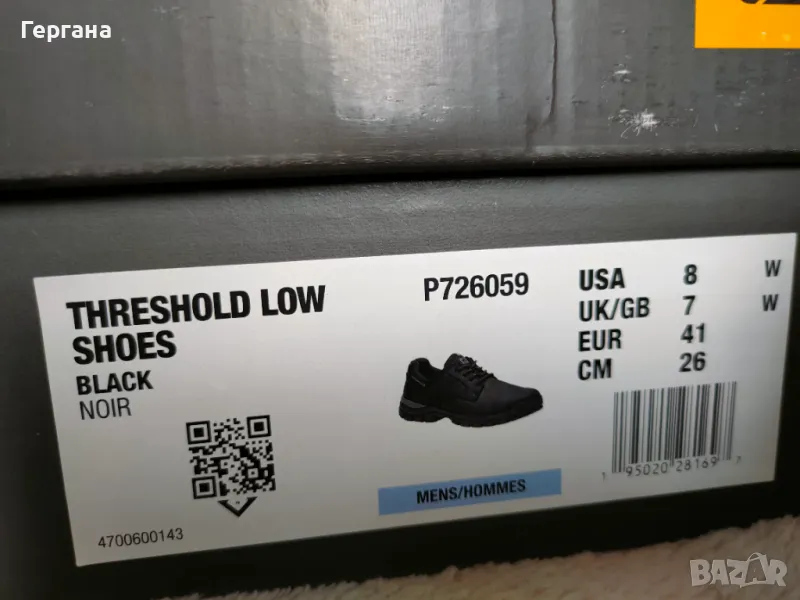 Гергана
THRESHOLD LOW
SHOES
BLACK
NOIR
4700600143
P726059
MENS/HOMMES
USA 8 W
UK/GB 7 W
EUR 41
CM 26
1 95020 28169 7
BAZAR